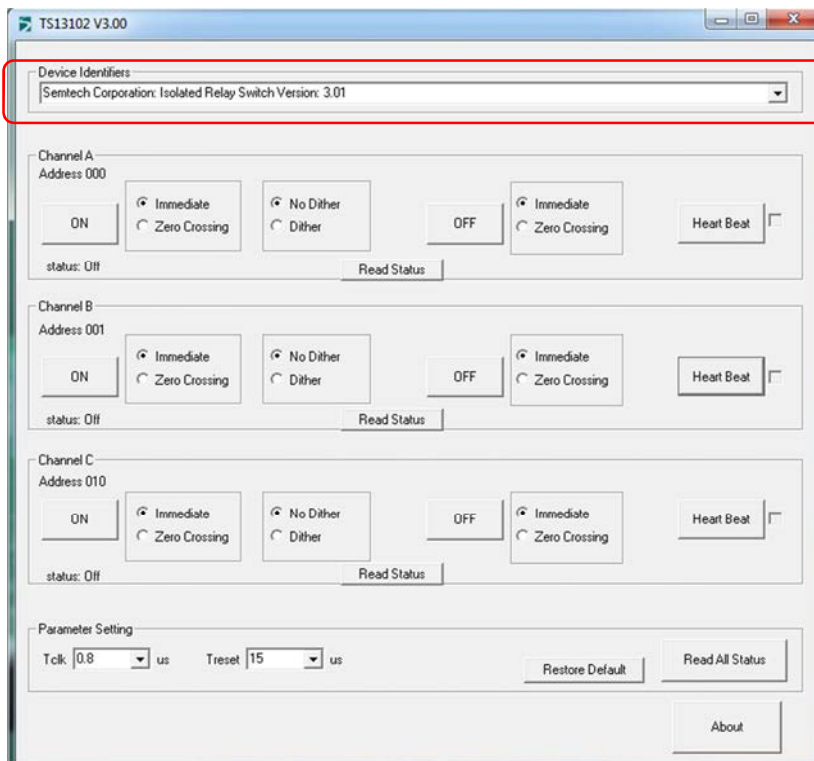 TS13102 V3.00
Device Identifiers
Semtech Corporation: Isolated Relay Switch Version: 3.01
Channel A
Address 000
ON
Immediate
Zero Crossing
No Dither
Dither
OFF
Immediate
Zero Crossing
Heart Beat
status: Off
Read Status
Channel B
Address 001
ON
Immediate
Zero Crossing
No Dither
Dither
OFF
Immediate
Zero Crossing
Heart Beat
status: Off
Read Status
Channel C
Address 010
ON
Immediate
Zero Crossing
No Dither
Dither
OFF
Immediate
Zero Crossing
Heart Beat
status: Off
Read Status
Parameter Setting
Tclk 0.8 us Treset 15 us
Restore Default
Read All Status
About